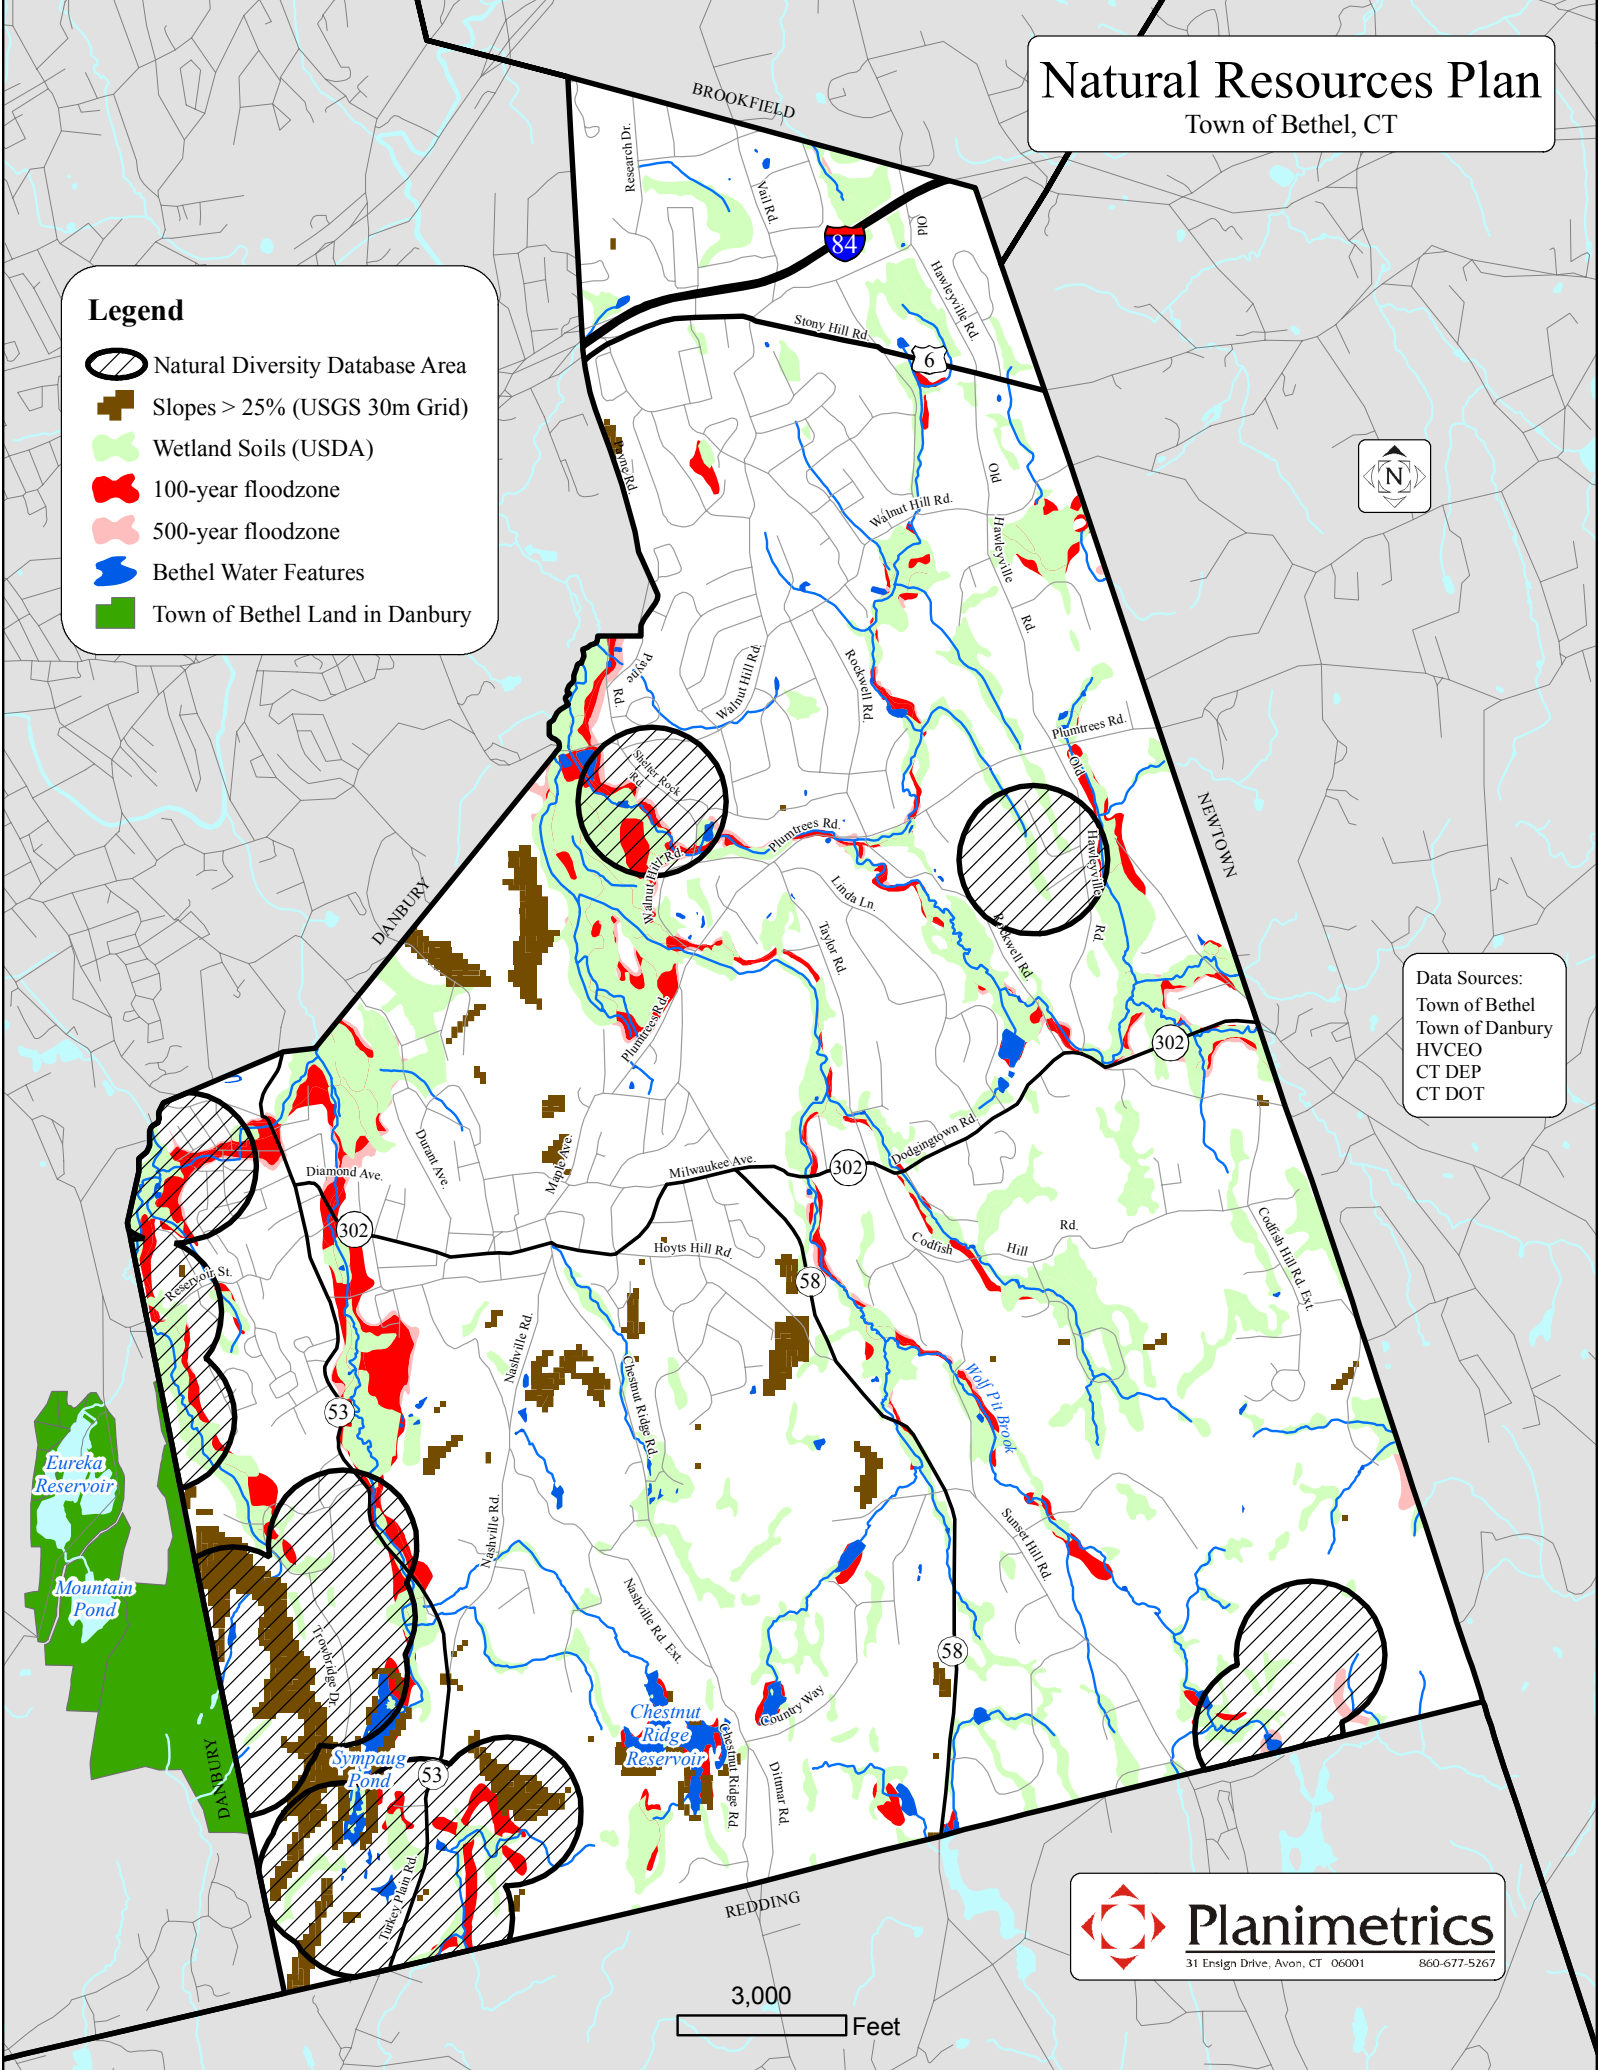 Natural Resources Plan
Town of Bethel, CT
BROOKFIELD
Research Dr.
Vail Rd.
Old
Hawleyville Rd.
84
Stony Hill Rd.
6
Legend
Natural Diversity Database Area
Slopes > 25% (USGS 30m Grid)
Wetland Soils (USDA)
100-year floodzone
500-year floodzone
Bethel Water Features
Town of Bethel Land in Danbury
Payne Rd
N
Old
Hawleyville
Rd.
Walnut Hill Rd.
Payne
Rd.
Walnut Hill Rd.
Rockwell Rd.
Plumtrees Rd.
Old
Hawleyville
Rd.
Shelter Rock
Rd.
Plumtrees Rd.
Walnut Hill Rd.
NEWTOWN
DANBURY
Linda Ln.
Taylor Rd.
Rockwell Rd.
Data Sources:
Town of Bethel
Town of Danbury
HVCEO
CT DEP
CT DOT
Plumtrees Rd.
302
Durant Ave.
Diamond Ave.
Maple Ave.
Milwaukee Ave.
302
Dodgingtown Rd.
302
Hoyts Hill Rd.
Codfish
Hill
Rd.
Codfish Hill Rd. Ext.
Reservoir St.
58
Nashville Rd.
Chestnut Ridge Rd.
Wolf Pit Brook
53
Eureka
Reservoir
Nashville Rd.
Sunset Hill Rd.
Mountain
Pond
Nashville Rd. Ext.
Trowbridge Dr.
58
Country Way
Chestnut
Ridge
Reservoir
Chestnut Ridge Rd.
Dittmar Rd.
DANBURY
Sympaug
Pond
53
Turkey Plain Rd.
REDDING
Planimetrics
31 Ensign Drive, Avon, CT 06001 860-677-5267
3,000
Feet